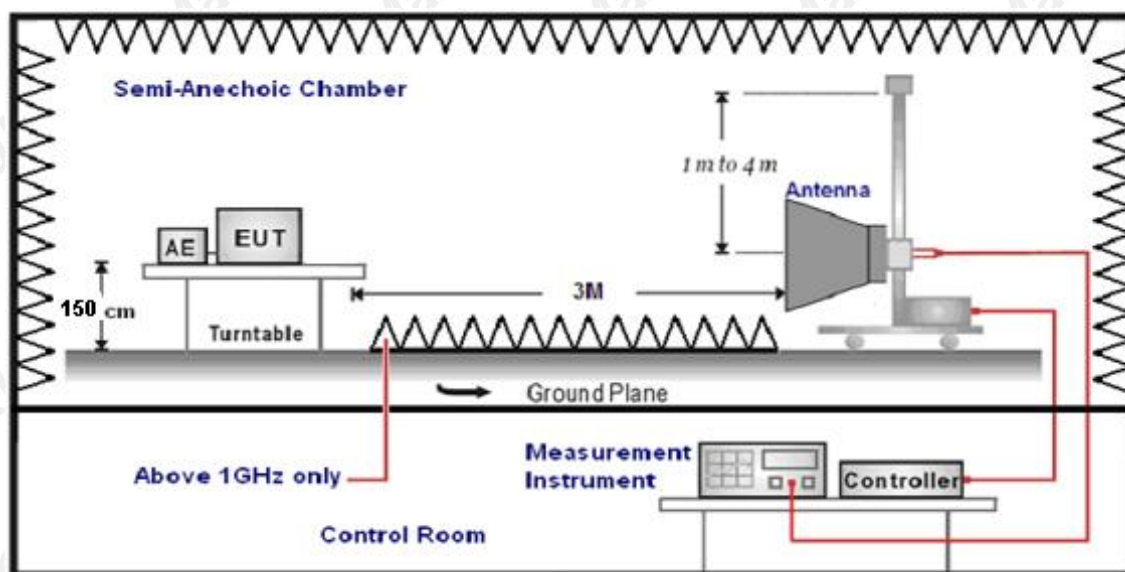 Semi-Anechoic Chamber
1 m to 4 m
Antenna
AE
EUT
150 cm
3M
Turntable
Ground Plane
Above 1GHz only
Measurement
Instrument
Controller
Control Room